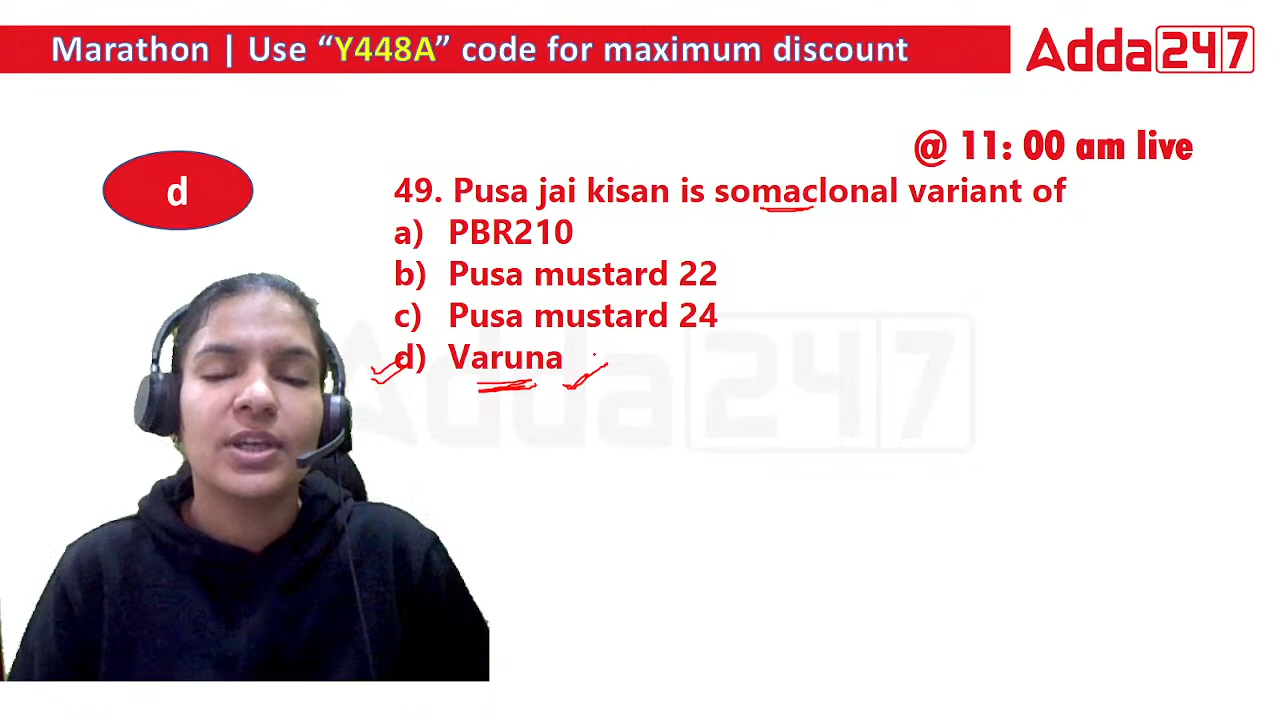 Marathon | Use “Y448A” code for maximum discount
Adda247
@ 11: 00 am live
d
49. Pusa jai kisan is somaclonal variant of
a) PBR210
b) Pusa mustard 22
c) Pusa mustard 24
d) Varuna
Adda247